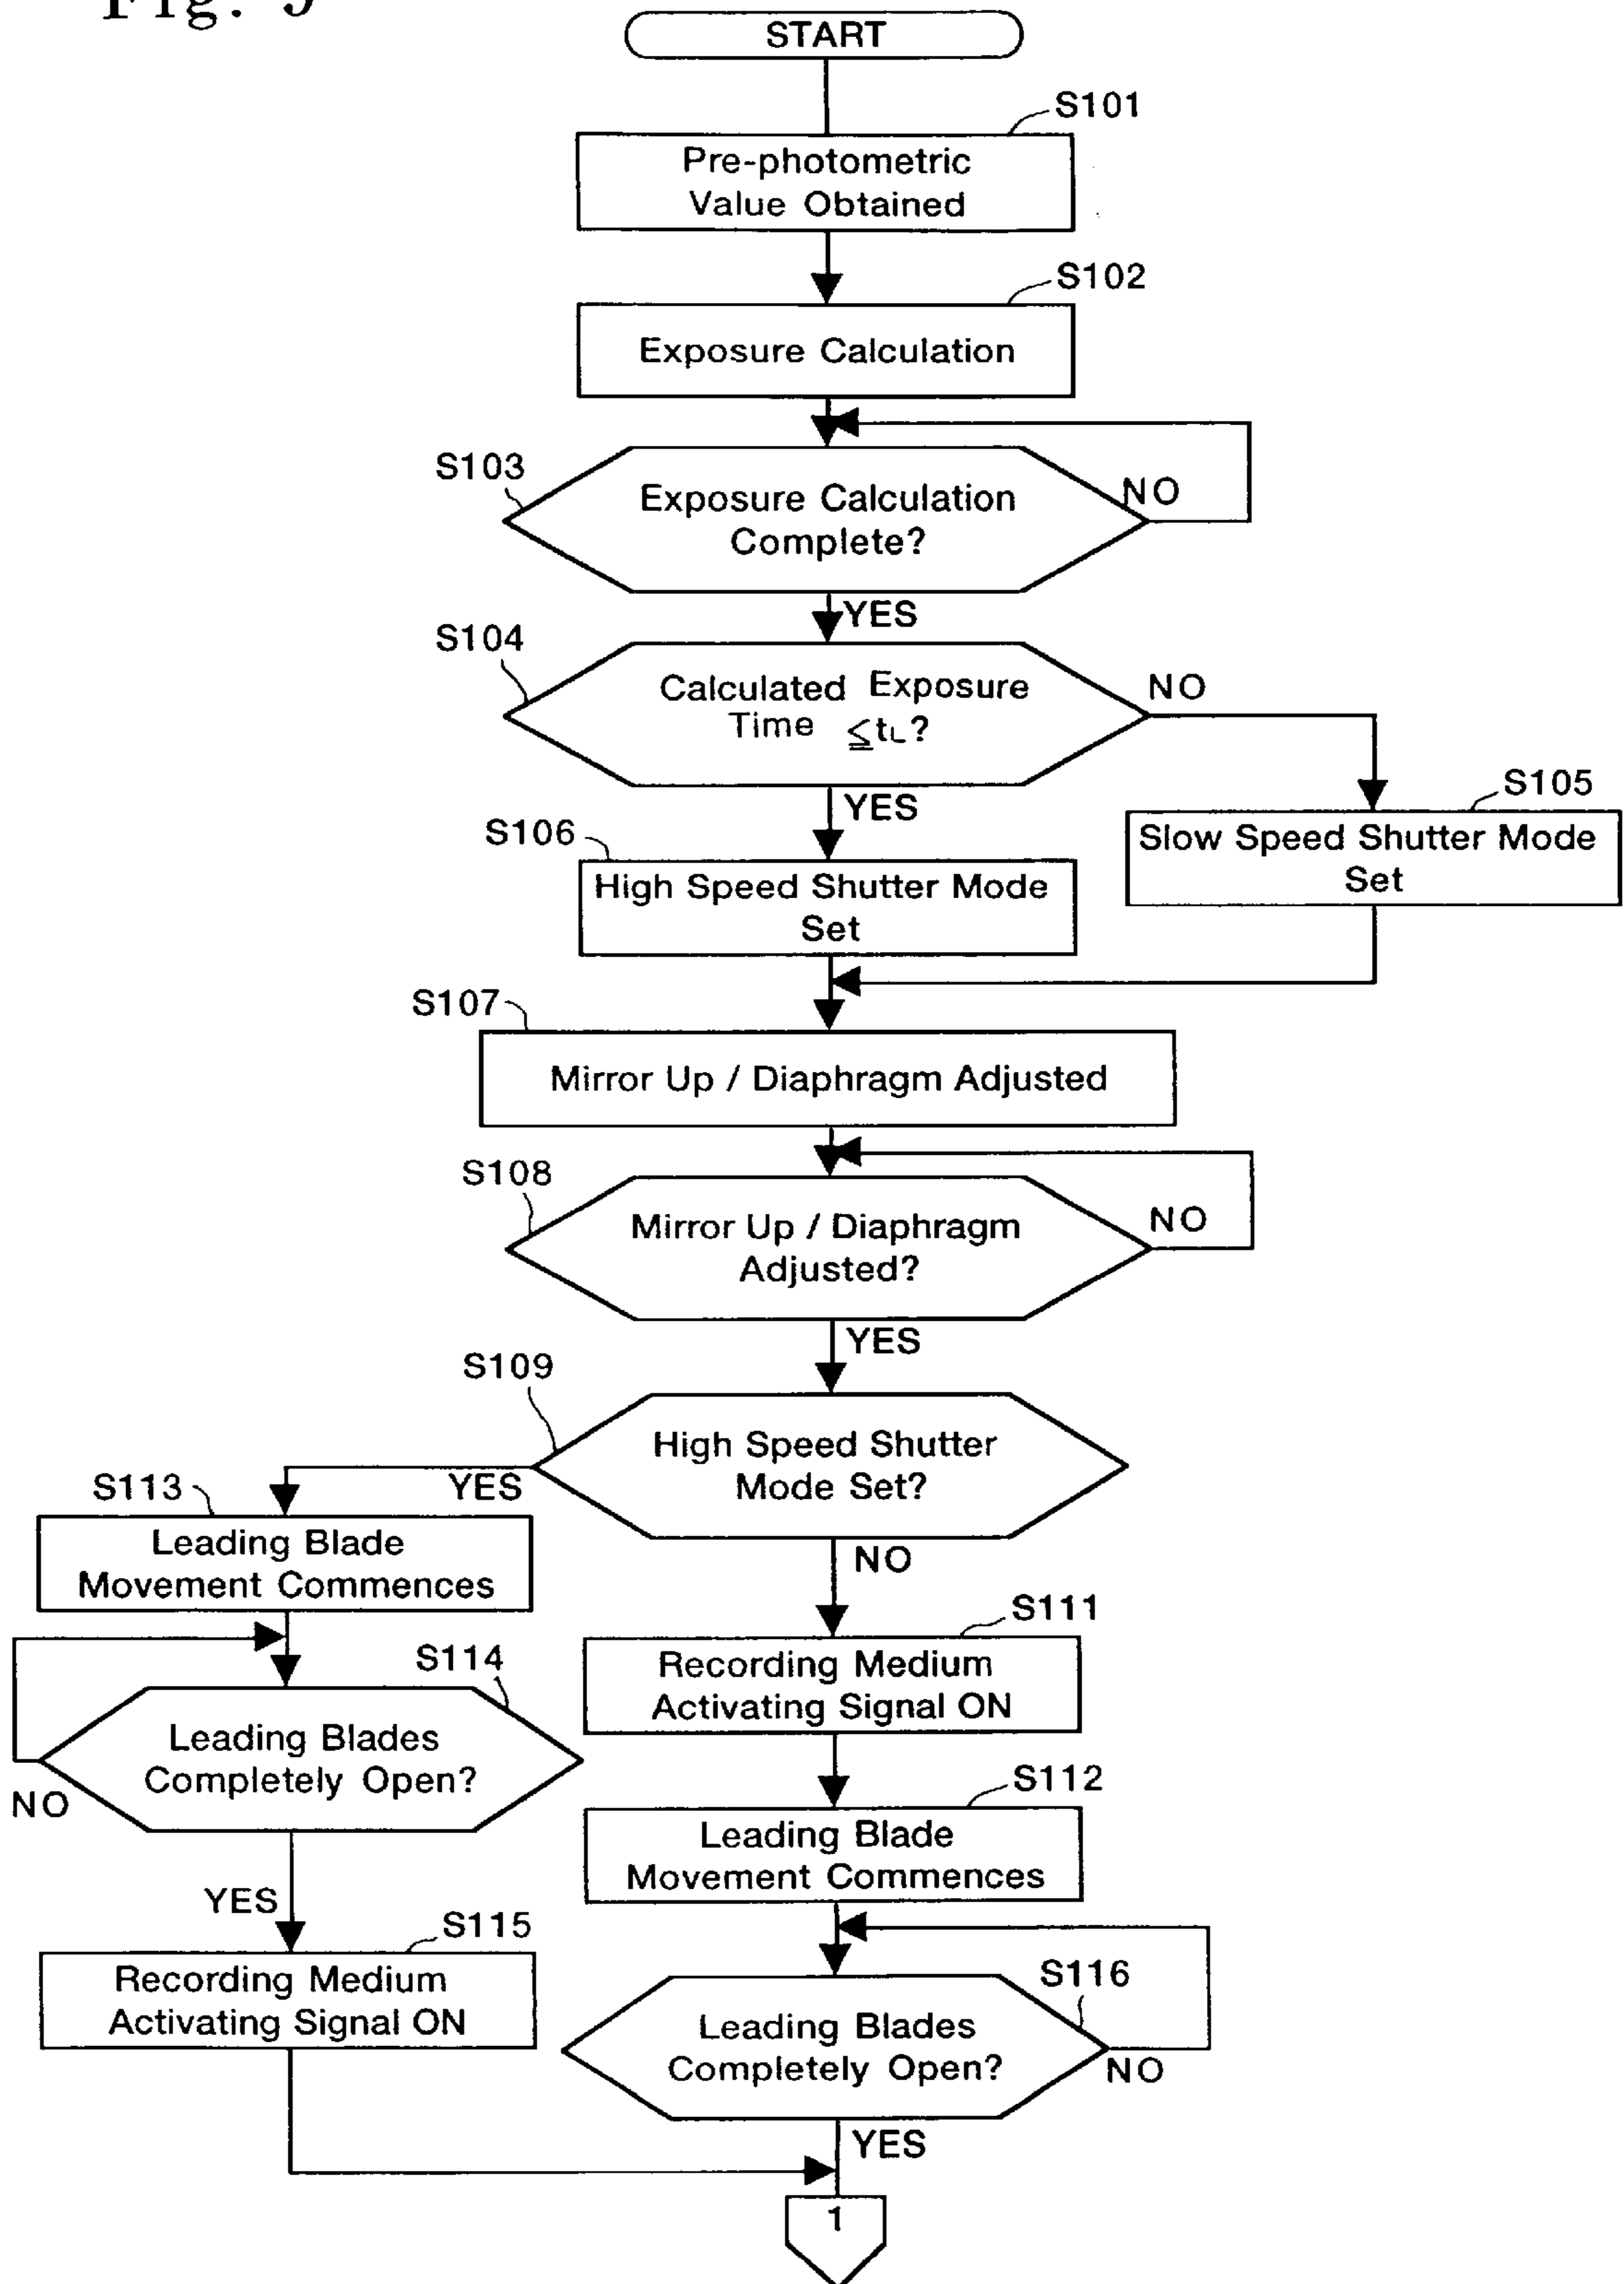 START
S101
Pre-photometric
Value Obtained
S102
Exposure Calculation
S103
Exposure Calculation
Complete?
NO
YES
S104
Calculated Exposure
Time ≦tL?
NO
YES
S105
Slow Speed Shutter Mode
Set
S106
High Speed Shutter Mode
Set
S107
Mirror Up / Diaphragm Adjusted
S108
Mirror Up / Diaphragm
Adjusted?
NO
YES
S109
High Speed Shutter
Mode Set?
YES
NO
S113
Leading Blade
Movement Commences
S114
Leading Blades
Completely Open?
NO
YES
S115
Recording Medium
Activating Signal ON
S111
Recording Medium
Activating Signal ON
S112
Leading Blade
Movement Commences
S116
Leading Blades
Completely Open?
NO
YES
1